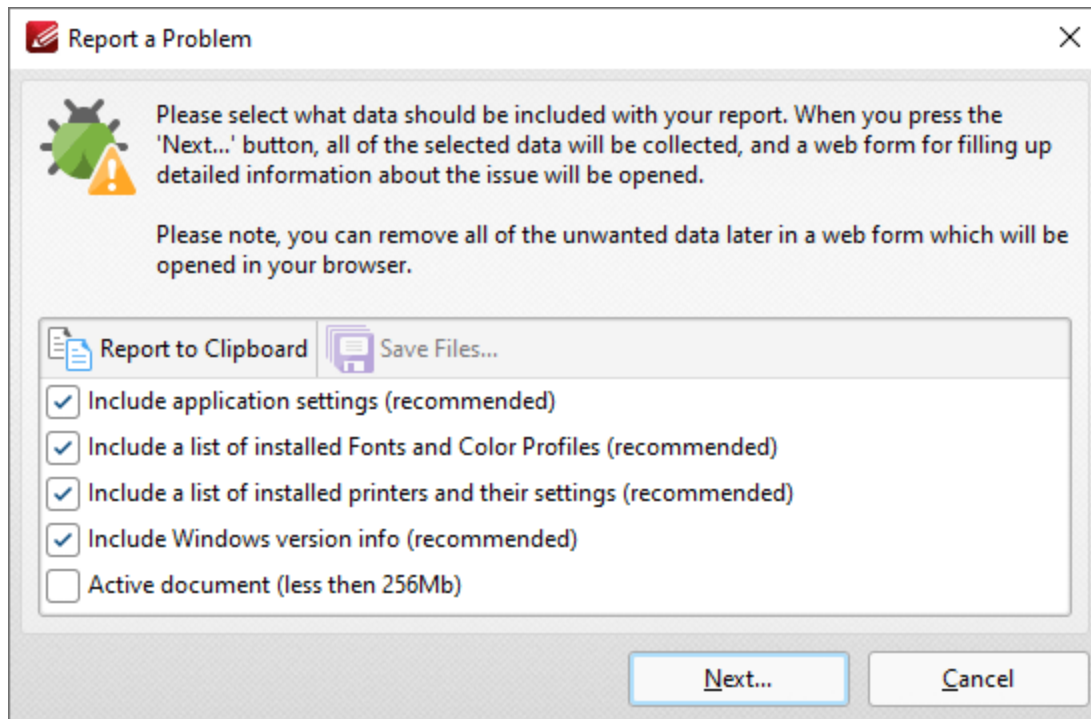 Report a Problem
Please select what data should be included with your report. When you press the
'Next...' button, all of the selected data will be collected, and a web form for filling up
detailed information about the issue will be opened.
Please note, you can remove all of the unwanted data later in a web form which will be
opened in your browser.
Report to Clipboard Save Files...
Include application settings (recommended)
Include a list of installed Fonts and Color Profiles (recommended)
Include a list of installed printers and their settings (recommended)
Include Windows version info (recommended)
Active document (less then 256Mb)
Next... Cancel